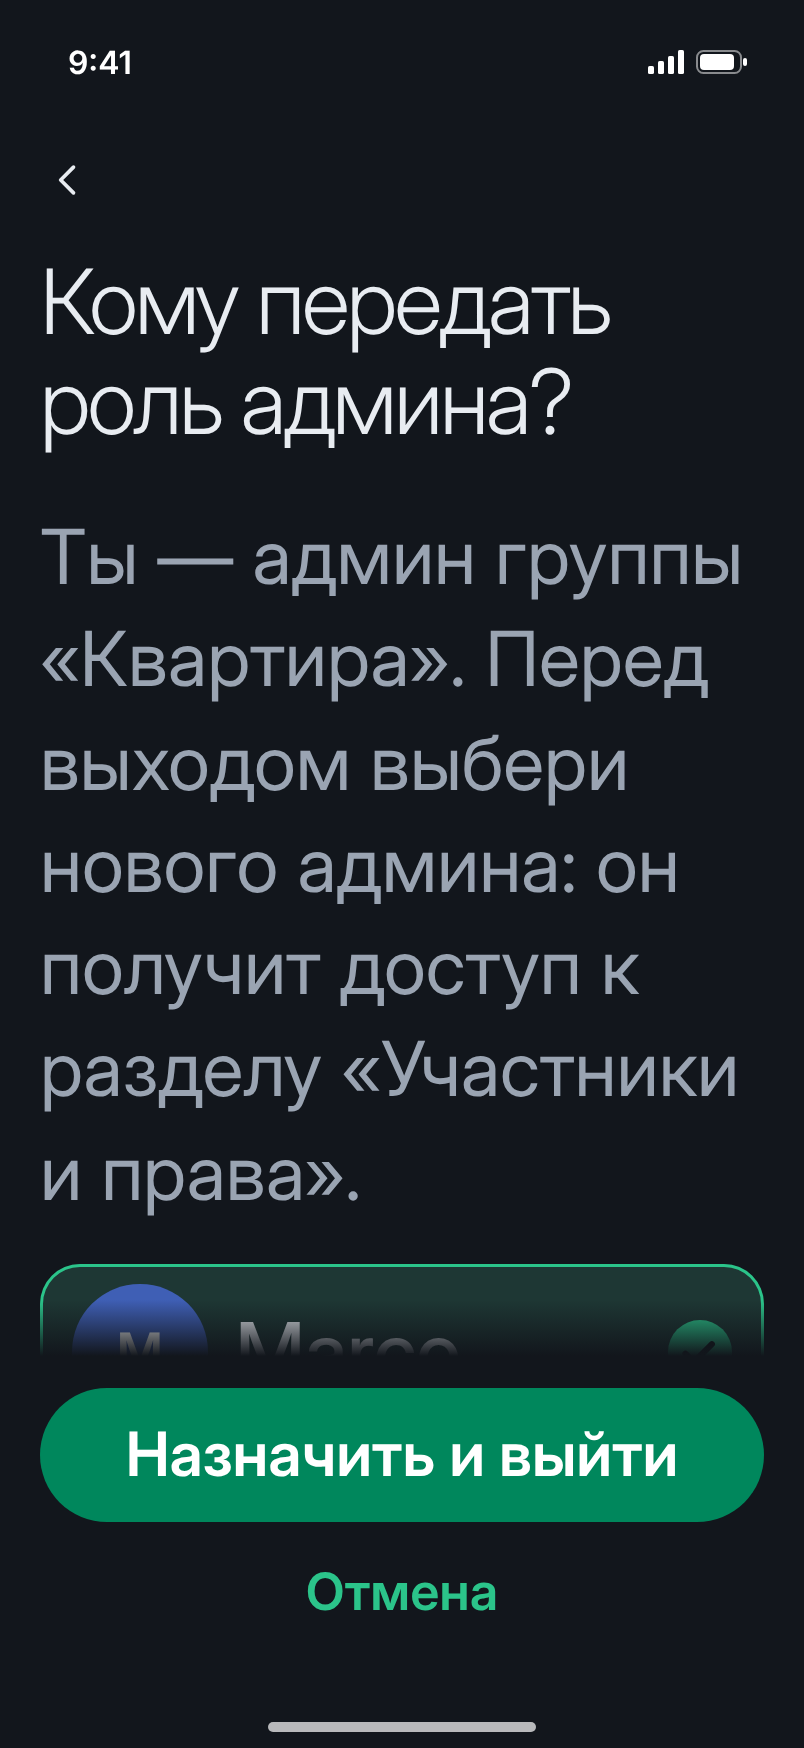 9:41
Кому передать
роль админа?
Ты — админ группы
«Квартира». Перед
выходом выбери
нового админа: он
получит доступ к
разделу «Участники
и права».
M
Назначить и выйти
Отмена